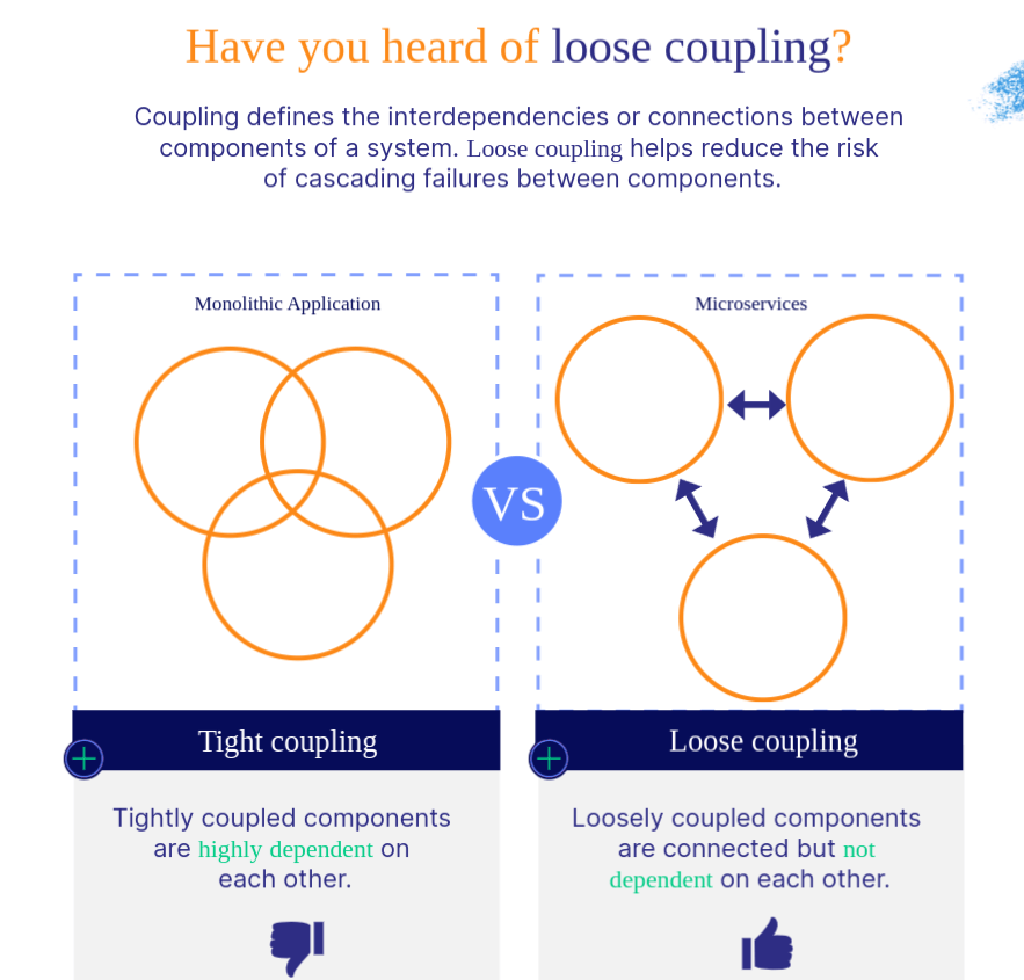 Have you heard of loose coupling?
Coupling defines the interdependencies or connections between
components of a system. Loose coupling helps reduce the risk
of cascading failures between components.
Monolithic Application
Microservices
VS
Tight coupling
Loose coupling
Tightly coupled components
are highly dependent on
each other.
Loosely coupled components
are connected but not
dependent on each other.